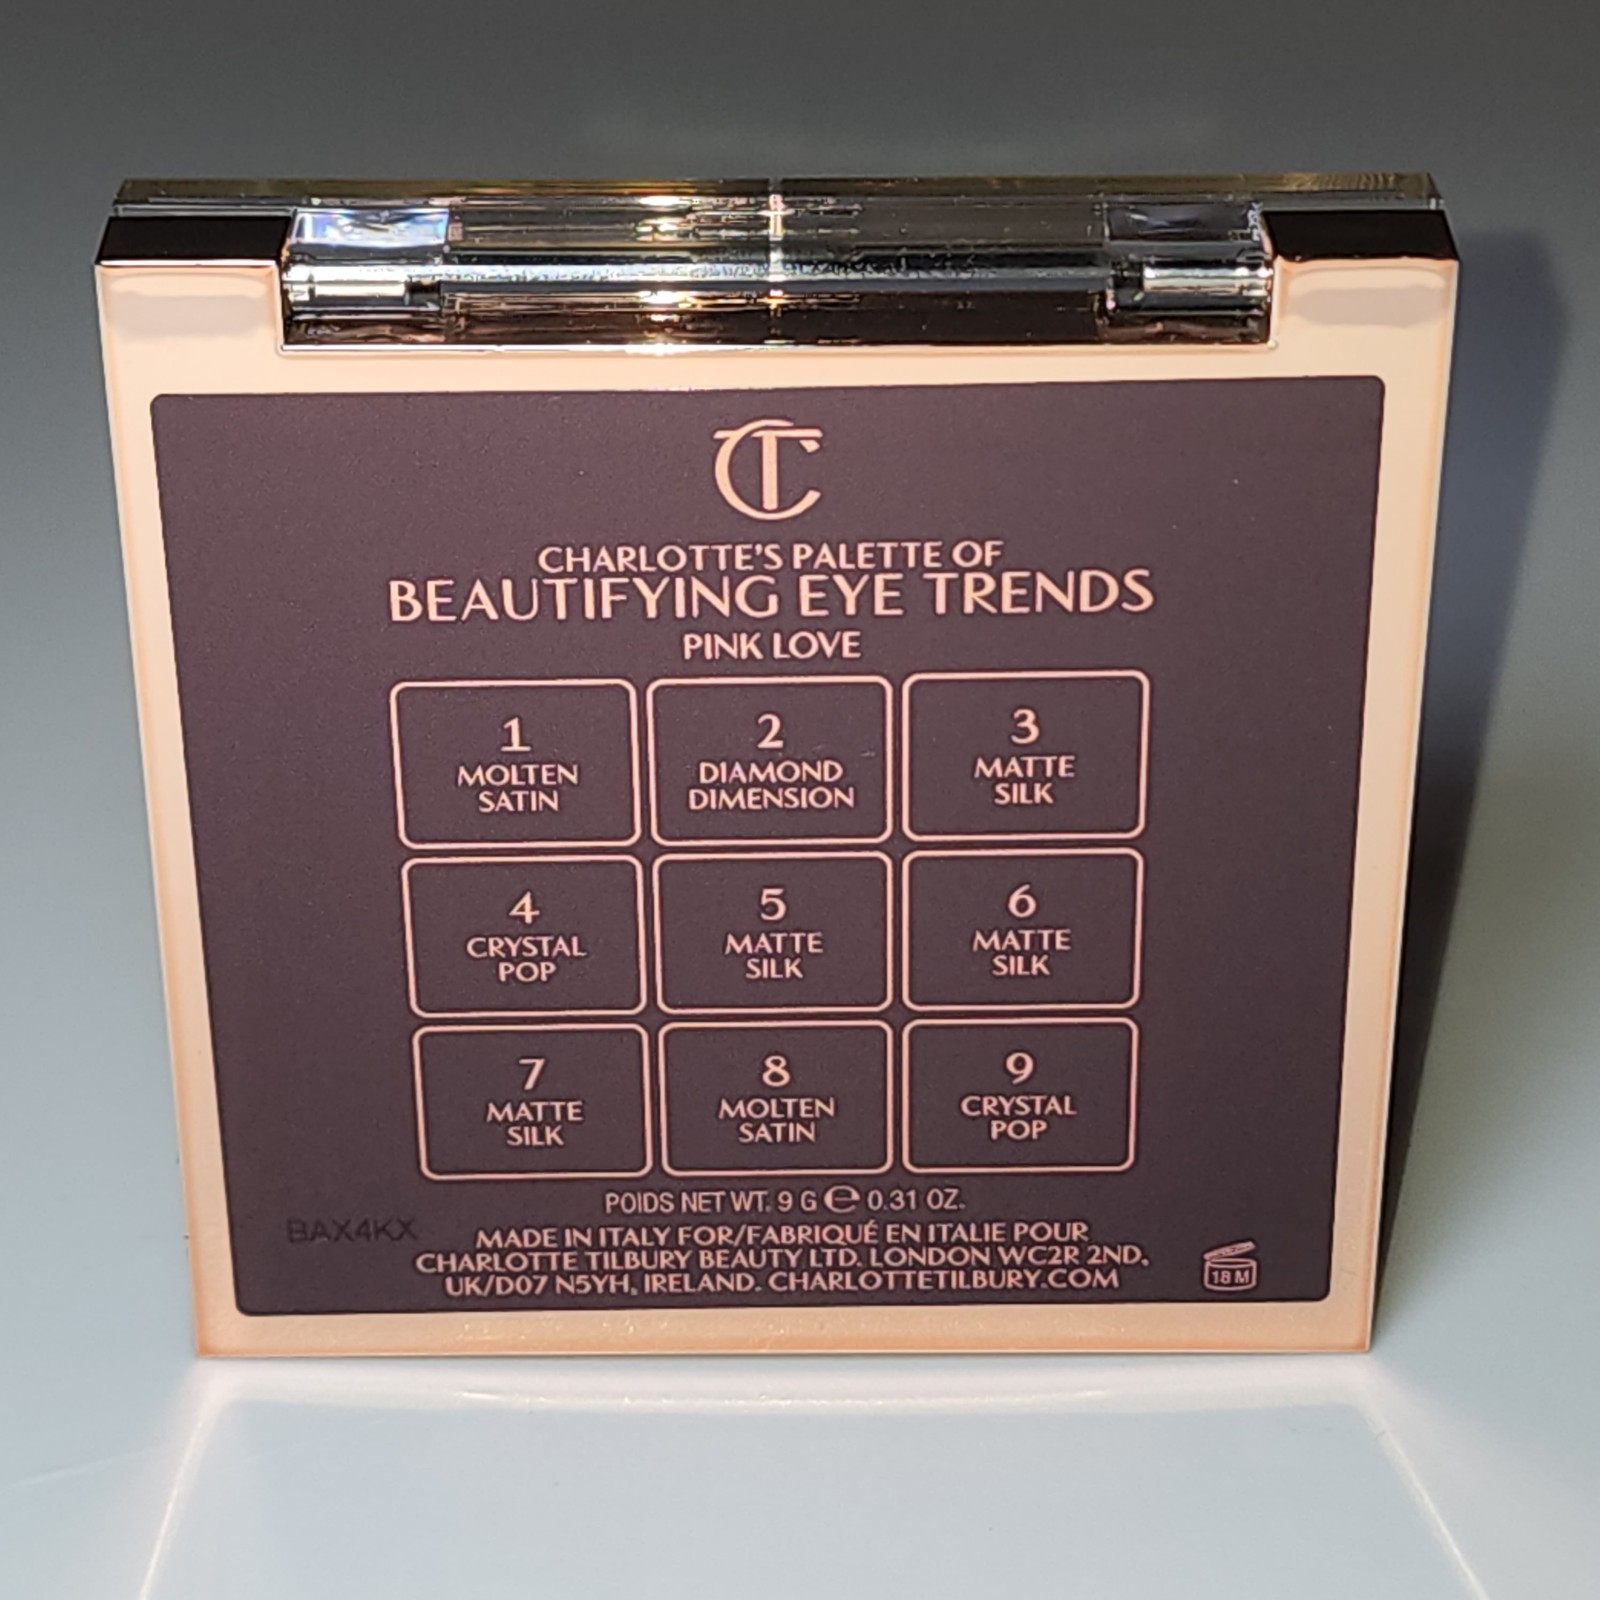 CT
CHARLOTTE'S PALETTE OF
BEAUTIFYING EYE TRENDS
PINK LOVE
1
MOLTEN
SATIN
2
DIAMOND
DIMENSION
3
MATTE
SILK
4
CRYSTAL
POP
5
MATTE
SILK
6
MATTE
SILK
7
MATTE
SILK
8
MOLTEN
SATIN
9
CRYSTAL
POP
POIDS NET WT. 9 G ℮ 0.31 OZ.
BAX4KX
MADE IN ITALY FOR/FABRIQUÉ EN ITALIE POUR
CHARLOTTE TILBURY BEAUTY LTD. LONDON WC2R 2ND,
UK/D07 N5YH, IRELAND. CHARLOTTETILBURY.COM
18 M